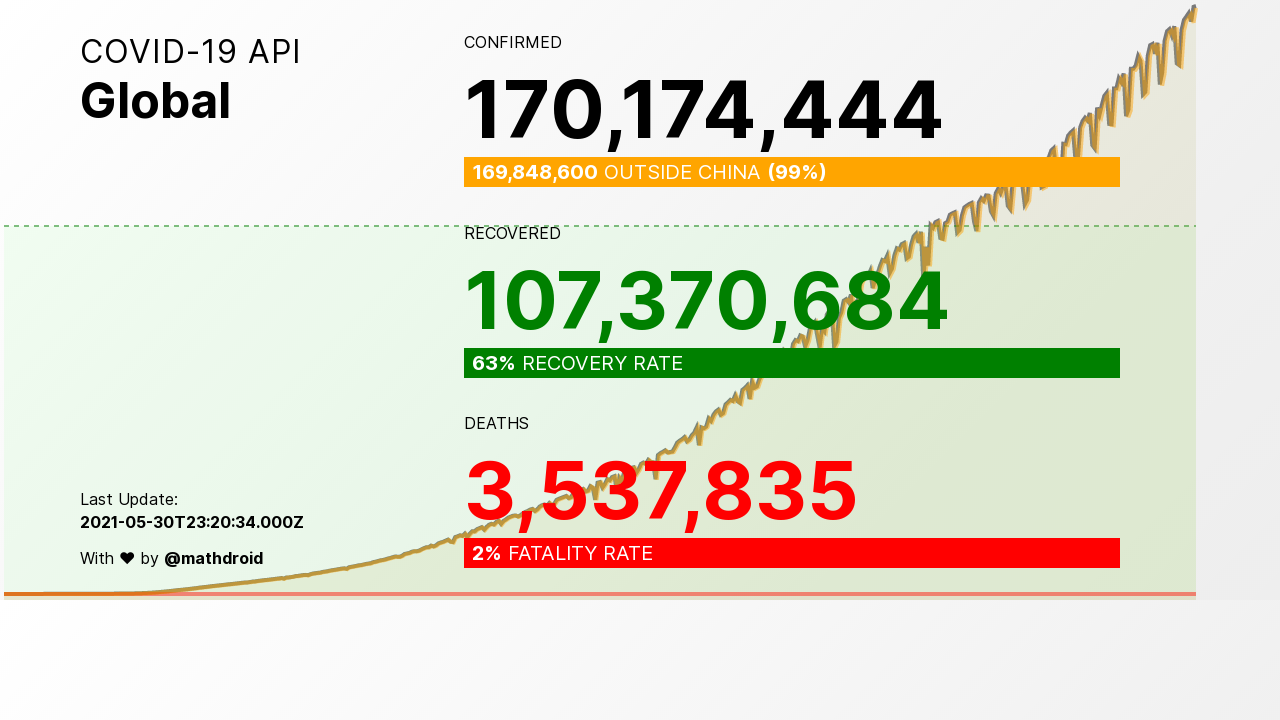 COVID-19 API
Global
CONFIRMED
170,174,444
169,848,600 OUTSIDE CHINA (99%)
RECOVERED
107,370,684
63% RECOVERY RATE
DEATHS
3,537,835
2% FATALITY RATE
Last Update:
2021-05-30T23:20:34.000Z
With ♥ by @mathdroid